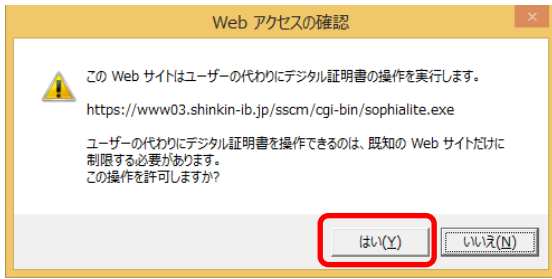 Web アクセスの確認
この Web サイトはユーザーの代わりにデジタル証明書の操作を実行します。
https://www03.shinkin-ib.jp/sscm/cgi-bin/sophialite.exe
ユーザーの代わりにデジタル証明書を操作できるのは、既知の Web サイトだけに
制限する必要があります。
この操作を許可しますか?
はい(Y)
いいえ(N)